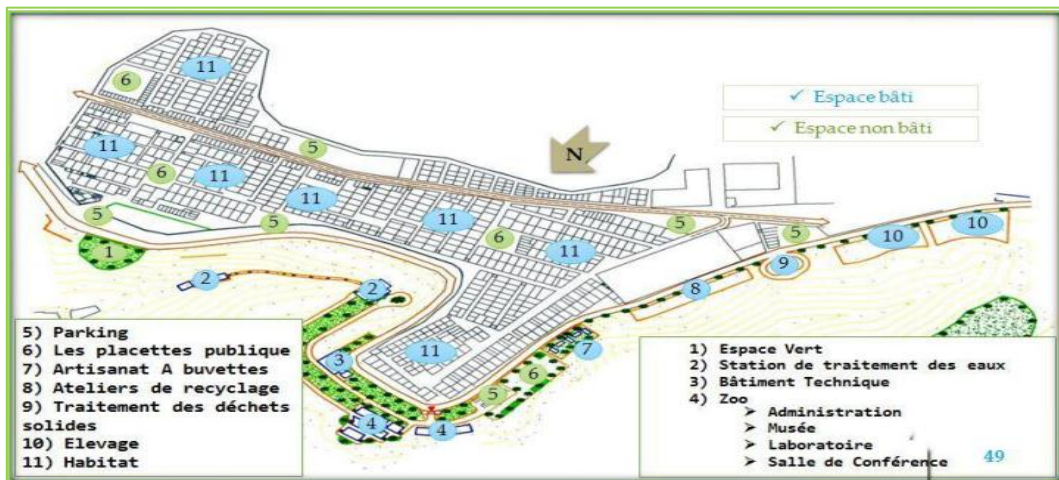 11
6
✓ Espace bâti
✓ Espace non bâti
5
N
11
6
11
11
11
6
11
5
5
5
5
10
10
1
9
2
2
8
3
11
7
6
5
4
4
5) Parking
6) Les placettes publique
7) Artisanat A buvettes
8) Ateliers de recyclage
9) Traitement des déchets
solides
10) Elevage
11) Habitat
1) Espace Vert
2) Station de traitement des eaux
3) Bâtiment Technique
4) Zoo
➤ Administration
➤ Musée
➤ Laboratoire
➤ Salle de Conférence
49